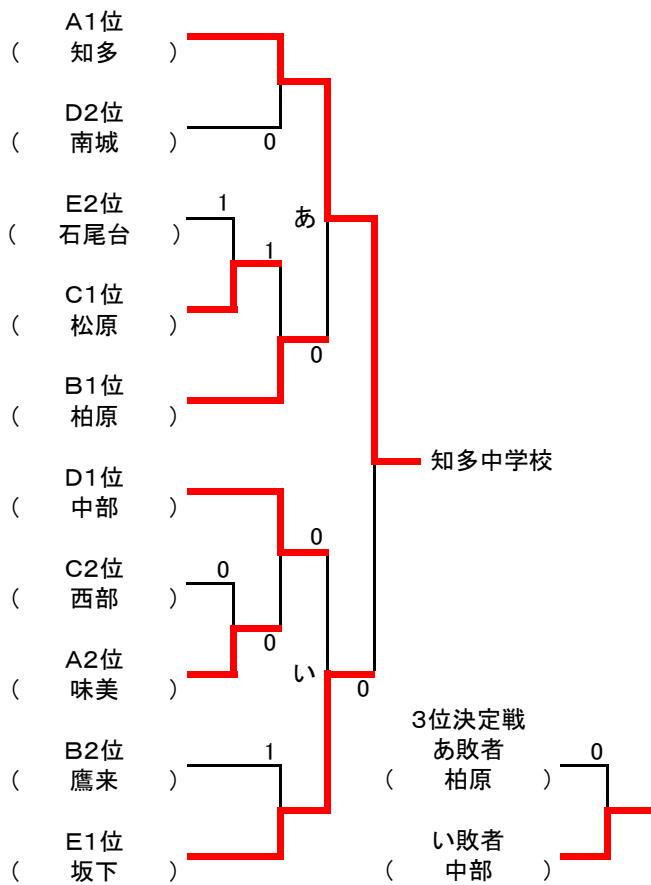 A1位
(　知多　)
D2位
(　南城　)
0
E2位
(　石尾台　)
1
あ
1
C1位
(　松原　)
B1位
(　柏原　)
0
知多中学校
D1位
(　中部　)
0
C2位
(　西部　)
0
A2位
(　味美　)
0
い
0
B2位
(　鷹来　)
1
E1位
(　坂下　)
3位決定戦
あ敗者
(　柏原　)
0
い敗者
(　中部　)